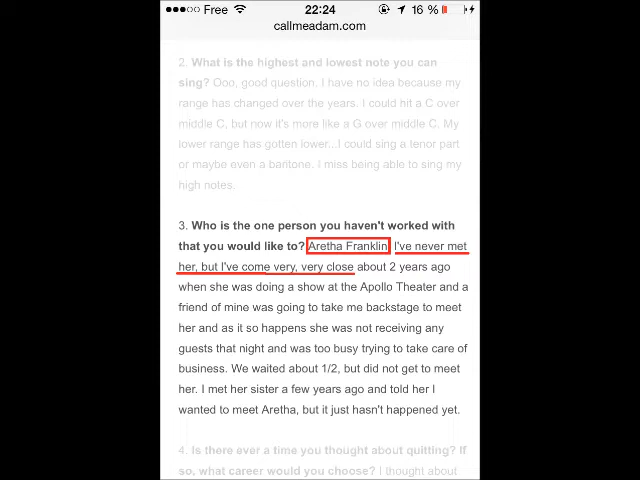 Free 22:24 16 %
callmeadam.com
2. What is the highest and lowest note you can
sing? Ooo, good question. I have no idea because my
range has changed over the years. I could hit a C over
middle C, but now it's more like a G over middle C. My
lower range has gotten lower...I could sing a tenor part
or maybe even a baritone. I miss being able to sing my
high notes.
3. Who is the one person you haven't worked with
that you would like to? Aretha Franklin. I've never met
her, but I've come very, very close about 2 years ago
when she was doing a show at the Apollo Theater and a
friend of mine was going to take me backstage to meet
her and as it so happens she was not receiving any
guests that night and was too busy trying to take care of
business. We waited about 1/2, but did not get to meet
her. I met her sister a few years ago and told her I
wanted to meet Aretha, but it just hasn't happened yet.
4. Is there ever a time you thought about quitting? If
so, what career would you choose? I thought about